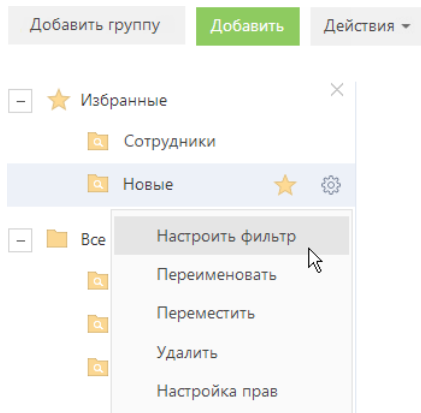 Добавить группу Добавить Действия
Избранные
Сотрудники
Новые
Все
Настроить фильтр
Переименовать
Переместить
Удалить
Настройка прав